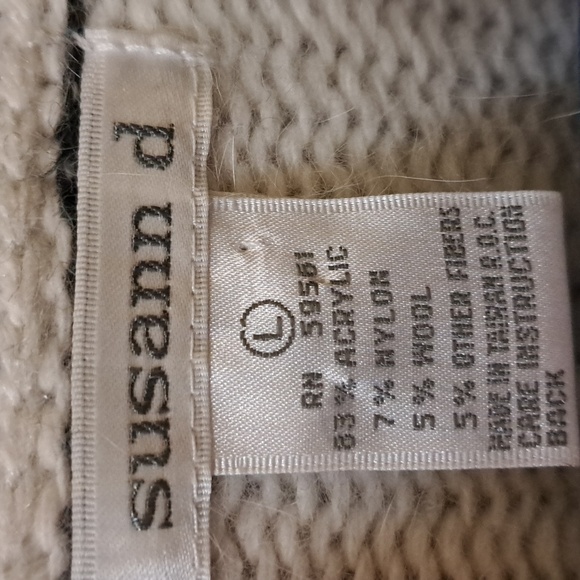 susann d
L
RN 59561
83% ACRYLIC
7% NYLON
5% WOOL
5% OTHER FIBERS
MADE IN TAIWAN R.O.C.
CARE INSTRUCTION
BACK